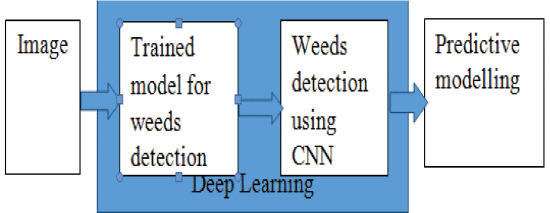 Image
Trained
model for
weeds
detection
Weeds
detection
using
CNN
Predictive
modelling
Deep Learning